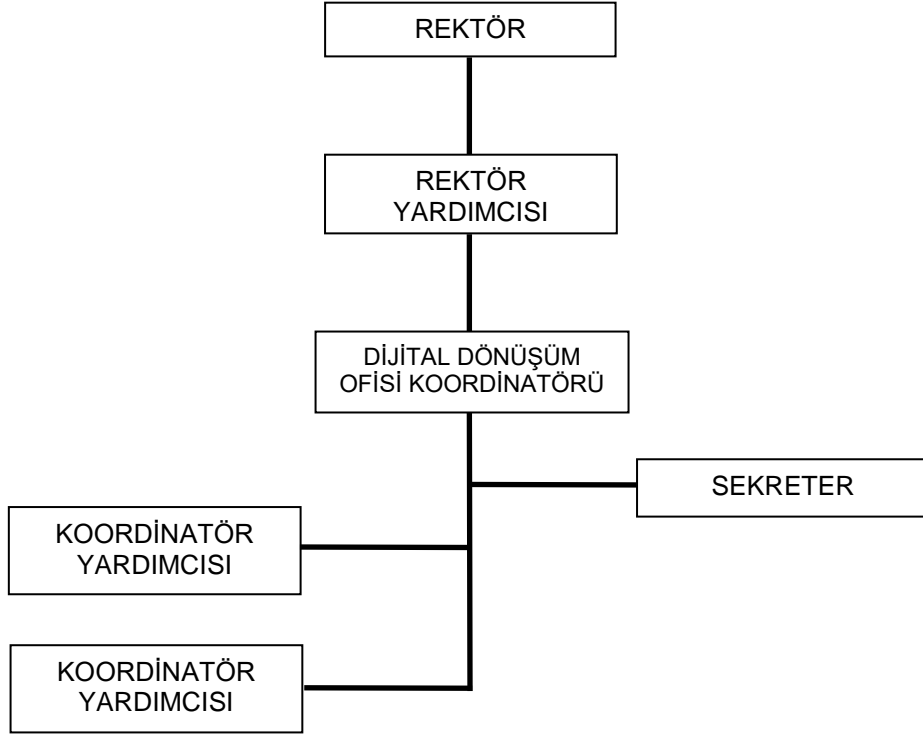 REKTÖR
REKTÖR
YARDIMCISI
DİJİTAL DÖNÜŞÜM
OFİSİ KOORDİNATÖRÜ
SEKRETER
KOORDİNATÖR
YARDIMCISI
KOORDİNATÖR
YARDIMCISI